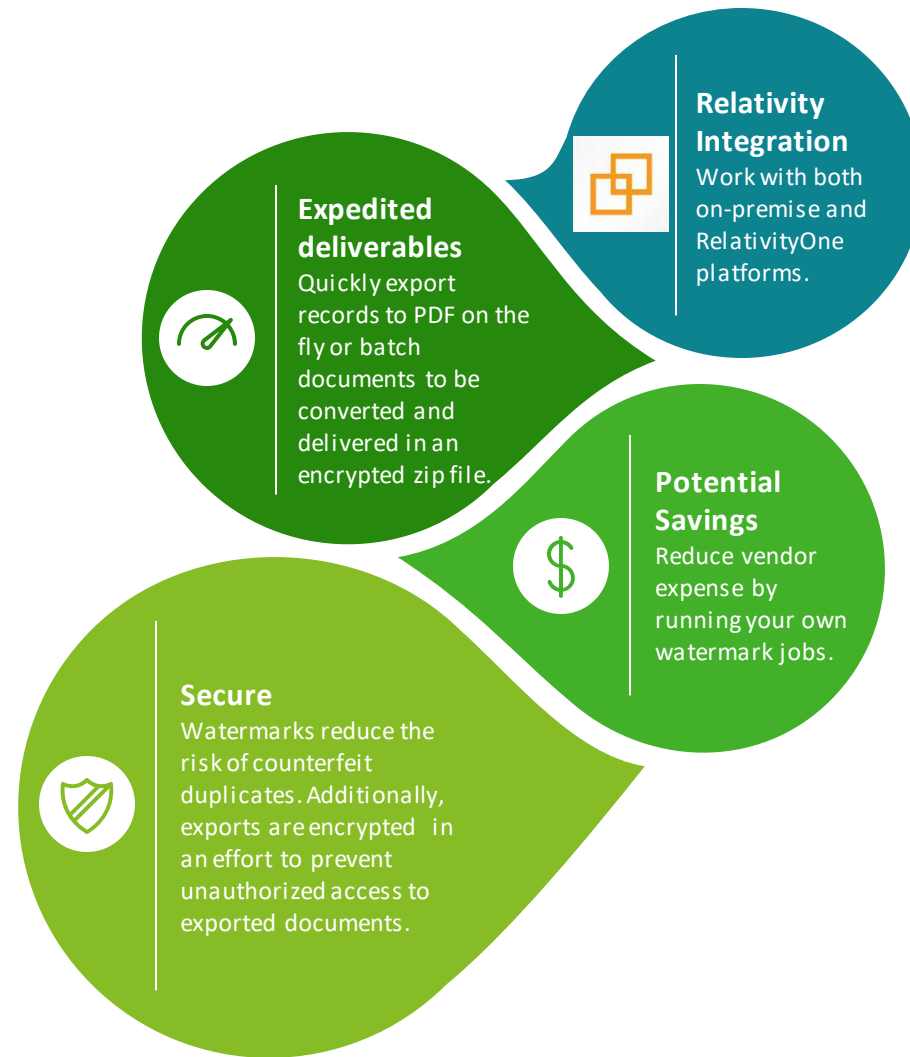 Relativity
Integration
Work with both
on-premise and
RelativityOne
platforms.
Expedited
deliverables
Quickly export
records to PDF on the
fly or batch
documents to be
converted and
delivered in an
encrypted zip file.
Potential
Savings
Reduce vendor
expense by
running your own
watermark jobs.
Secure
Watermarks reduce the
risk of counterfeit
duplicates. Additionally,
exports are encrypted in
an effort to prevent
unauthorized access to
exported documents.